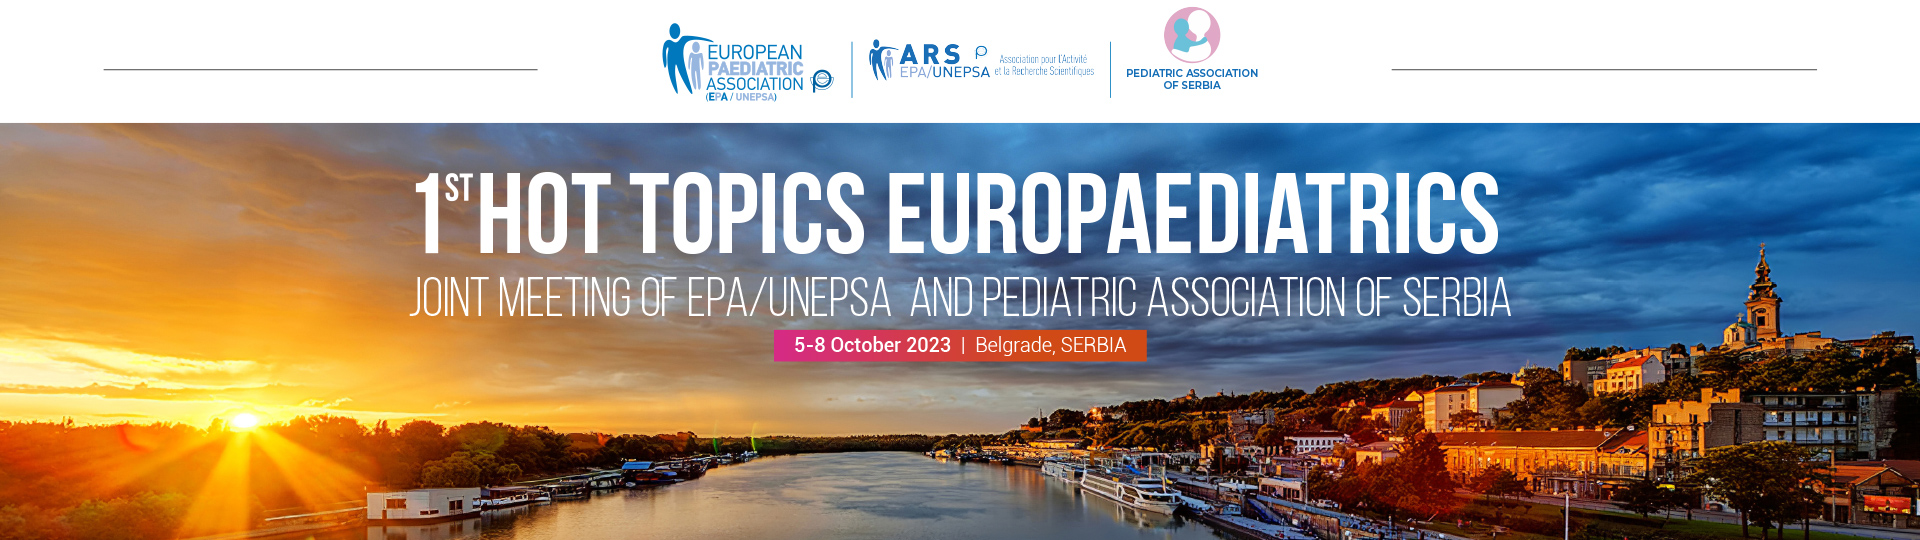 EUROPEAN
PAEDIATRIC
ASSOCIATION
(EPA / UNEPSA)
ARS
EPA/UNEPSA
Association pour L'Activité
et la Recherche Scientifiques
PEDIATRIC ASSOCIATION
OF SERBIA
1ST HOT TOPICS EUROPAEDIATRICS
JOINT MEETING OF EPA/UNEPSA AND PEDIATRIC ASSOCIATION OF SERBIA
5-8 October 2023 | Belgrade, SERBIA